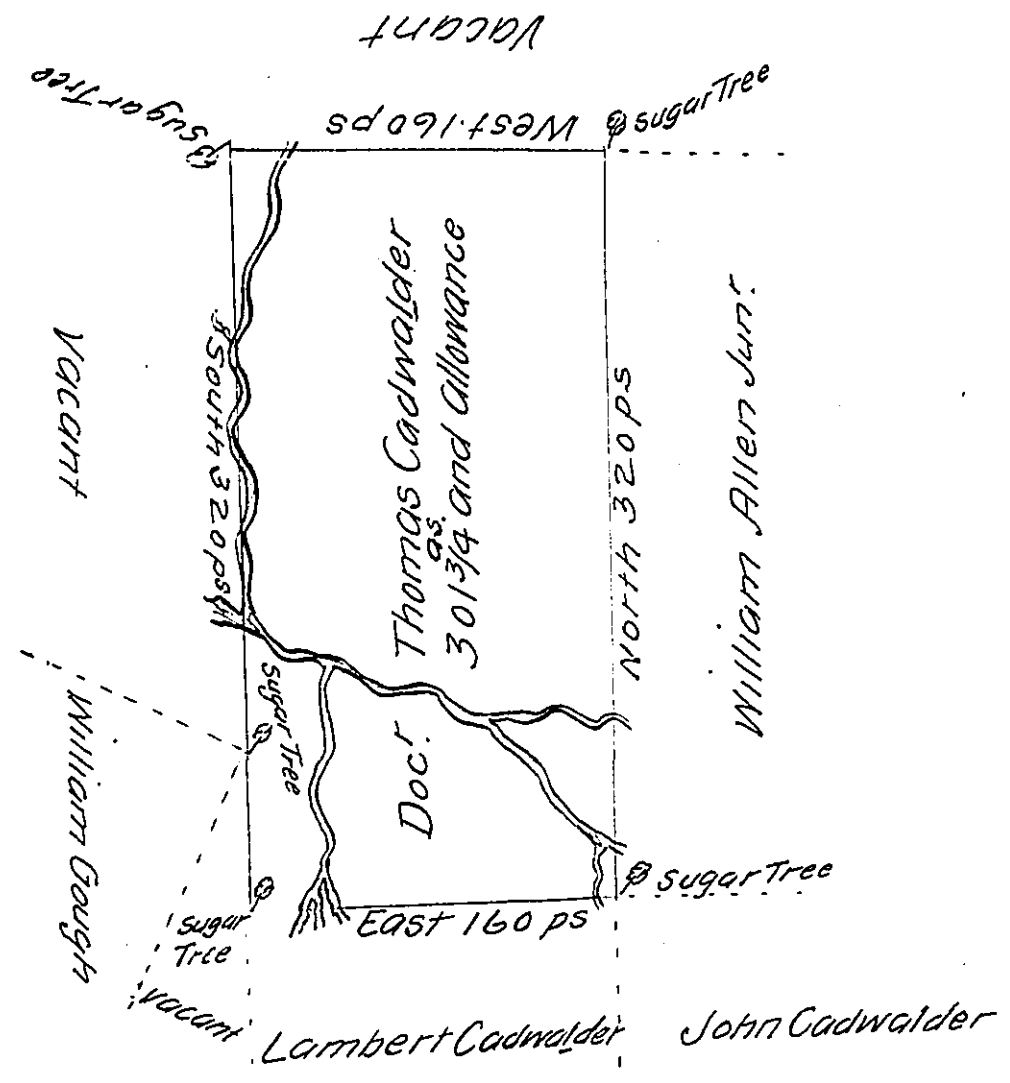 Vacant
Sugar Tree
West. 160 ps
Sugar Tree
Vacant
South 320 ps
Doc.r Thomas Cadwalder
as.
301 3/4 and Allowance
North 320 ps
William Allen Jun.r
Sugar Tree
William Gough
Sugar Tree
Sugar
Tree
East 160 ps
Vacant
Lambert Cadwalder
John Cadwalder